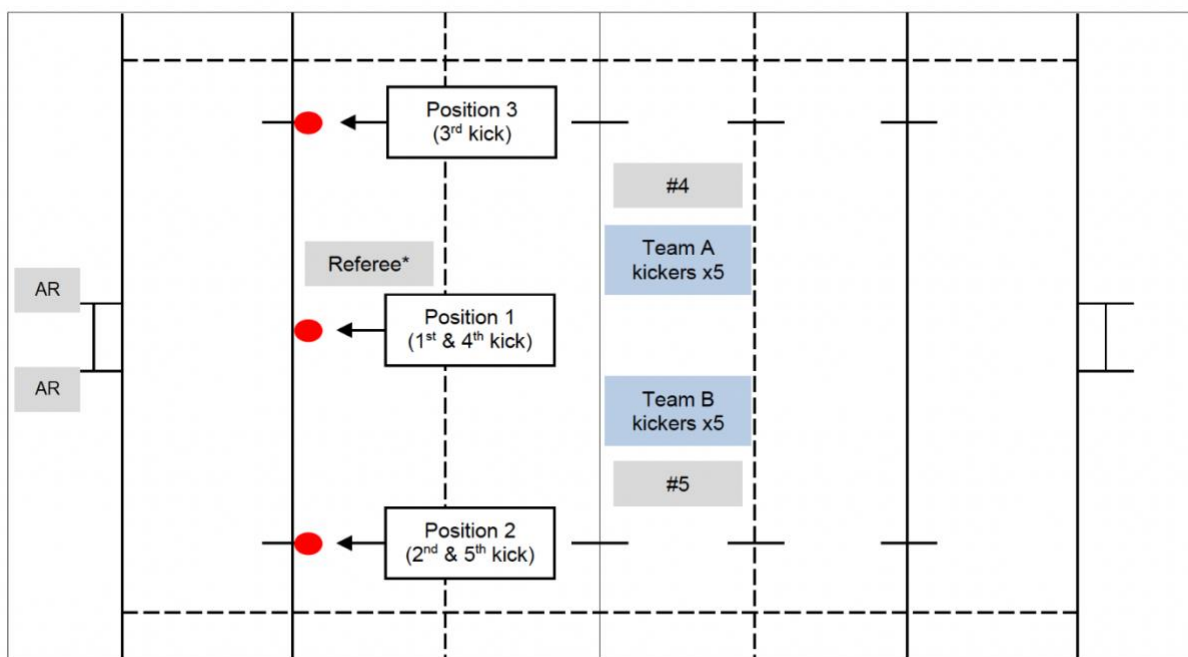 Position 3
(3rd kick)
#4
Referee*
Team A
kickers x5
AR
Position 1
(1st & 4th kick)
AR
Team B
kickers x5
#5
Position 2
(2nd & 5th kick)